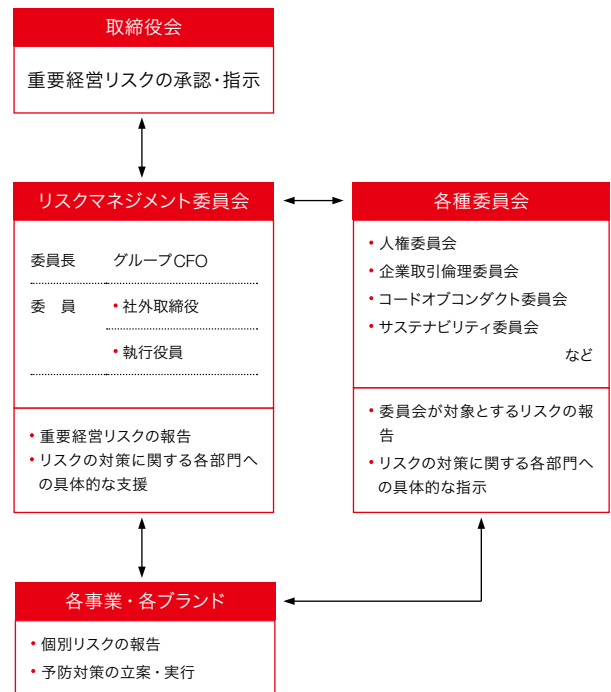 取締役会
重要経営リスクの承認・指示
リスクマネジメント委員会
委員長 グループCFO
委 員 • 社外取締役
• 執行役員
• 重要経営リスクの報告
• リスクの対策に関する各部門へ
の具体的な支援
各種委員会
• 人権委員会
• 企業取引倫理委員会
• コードオブコンダクト委員会
• サステナビリティ委員会
など
• 委員会が対象とするリスクの報
告
• リスクの対策に関する各部門へ
の具体的な指示
各事業・各ブランド
• 個別リスクの報告
• 予防対策の立案・実行